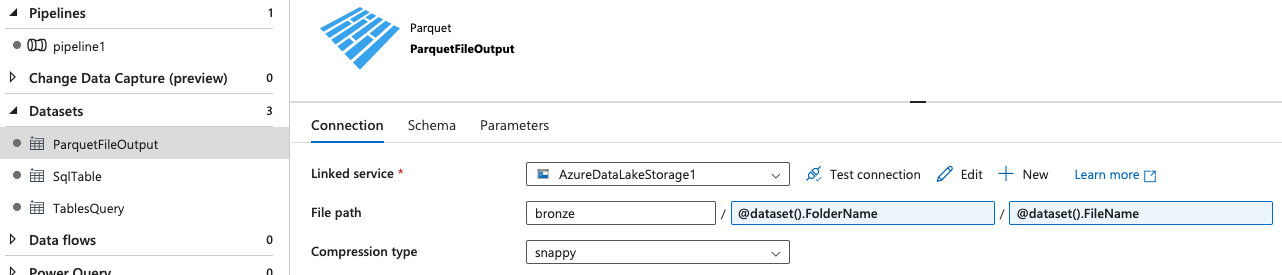 Pipelines 1
pipeline1
Change Data Capture (preview) 0
Datasets 3
ParquetFileOutput
SqlTable
TablesQuery
Data flows 0
Power Query 0
Parquet
ParquetFileOutput
Connection Schema Parameters
Linked service * AzureDataLakeStorage1 Test connection Edit New Learn more
File path bronze / @dataset().FolderName / @dataset().FileName
Compression type snappy